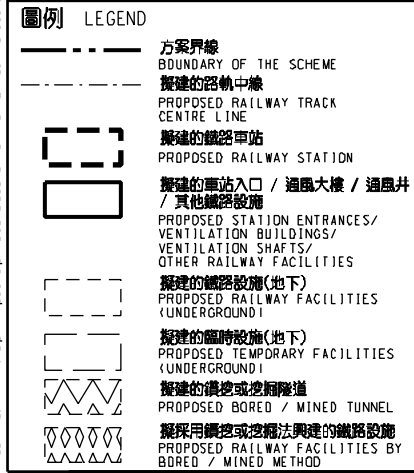 圖例 LEGEND
方案界線
BOUNDARY OF THE SCHEME
擬建的路軌中線
PROPOSED RAILWAY TRACK
CENTRE LINE
擬建的鐵路車站
PROPOSED RAILWAY STATION
擬建的車站入口 / 通風大樓 / 通風井
/ 其他鐵路設施
PROPOSED STATION ENTRANCES/
VENTILATION BUILDINGS/
VENTILATION SHAFTS/
OTHER RAILWAY FACILITIES
擬建的鐵路設施(地下)
PROPOSED RAILWAY FACILITIES
(UNDERGROUND)
擬建的臨時設施(地下)
PROPOSED TEMPORARY FACILITIES
(UNDERGROUND)
擬建的鑽挖或挖掘隧道
PROPOSED BORED / MINED TUNNEL
擬採用鑽挖或挖掘法興建的鐵路設施
PROPOSED RAILWAY FACILITIES BY
BORED / MINED METHOD